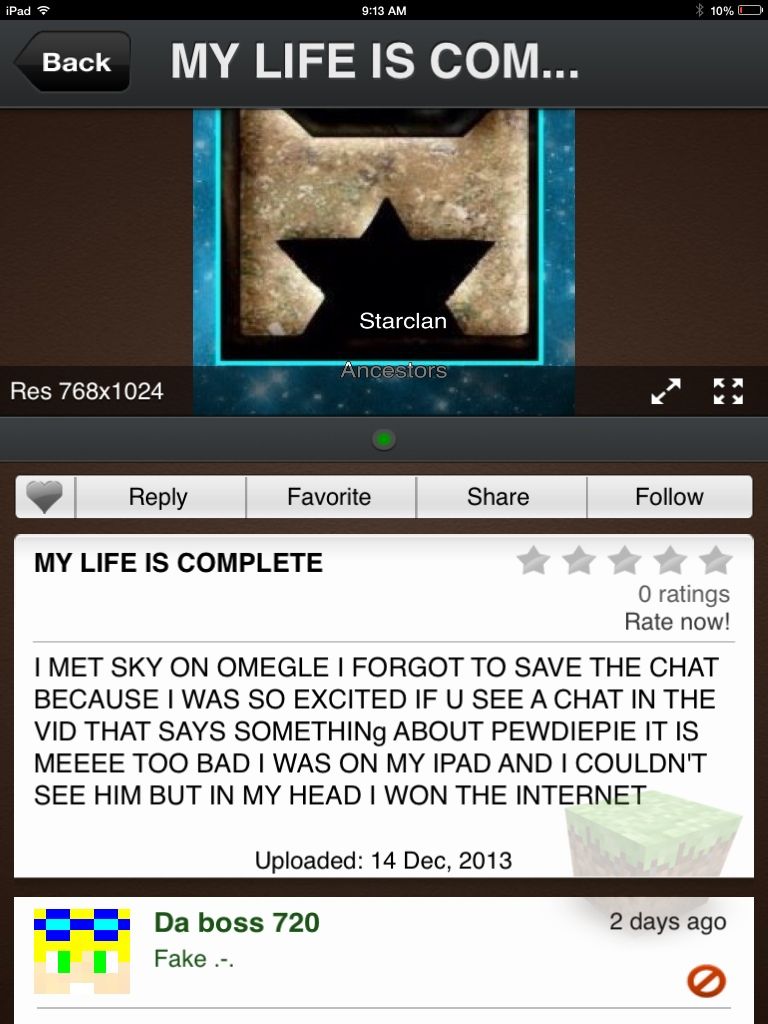 iPad 9:13 AM 10%
Back MY LIFE IS COM...
Starclan
Ancestors
Res 768x1024
Reply Favorite Share Follow
MY LIFE IS COMPLETE
0 ratings
Rate now!
I MET SKY ON OMEGLE I FORGOT TO SAVE THE CHAT
BECAUSE I WAS SO EXCITED IF U SEE A CHAT IN THE
VID THAT SAYS SOMETHINg ABOUT PEWDIEPIE IT IS
MEEEE TOO BAD I WAS ON MY IPAD AND I COULDN'T
SEE HIM BUT IN MY HEAD I WON THE INTERNET
Uploaded: 14 Dec, 2013
Da boss 720 2 days ago
Fake .-.